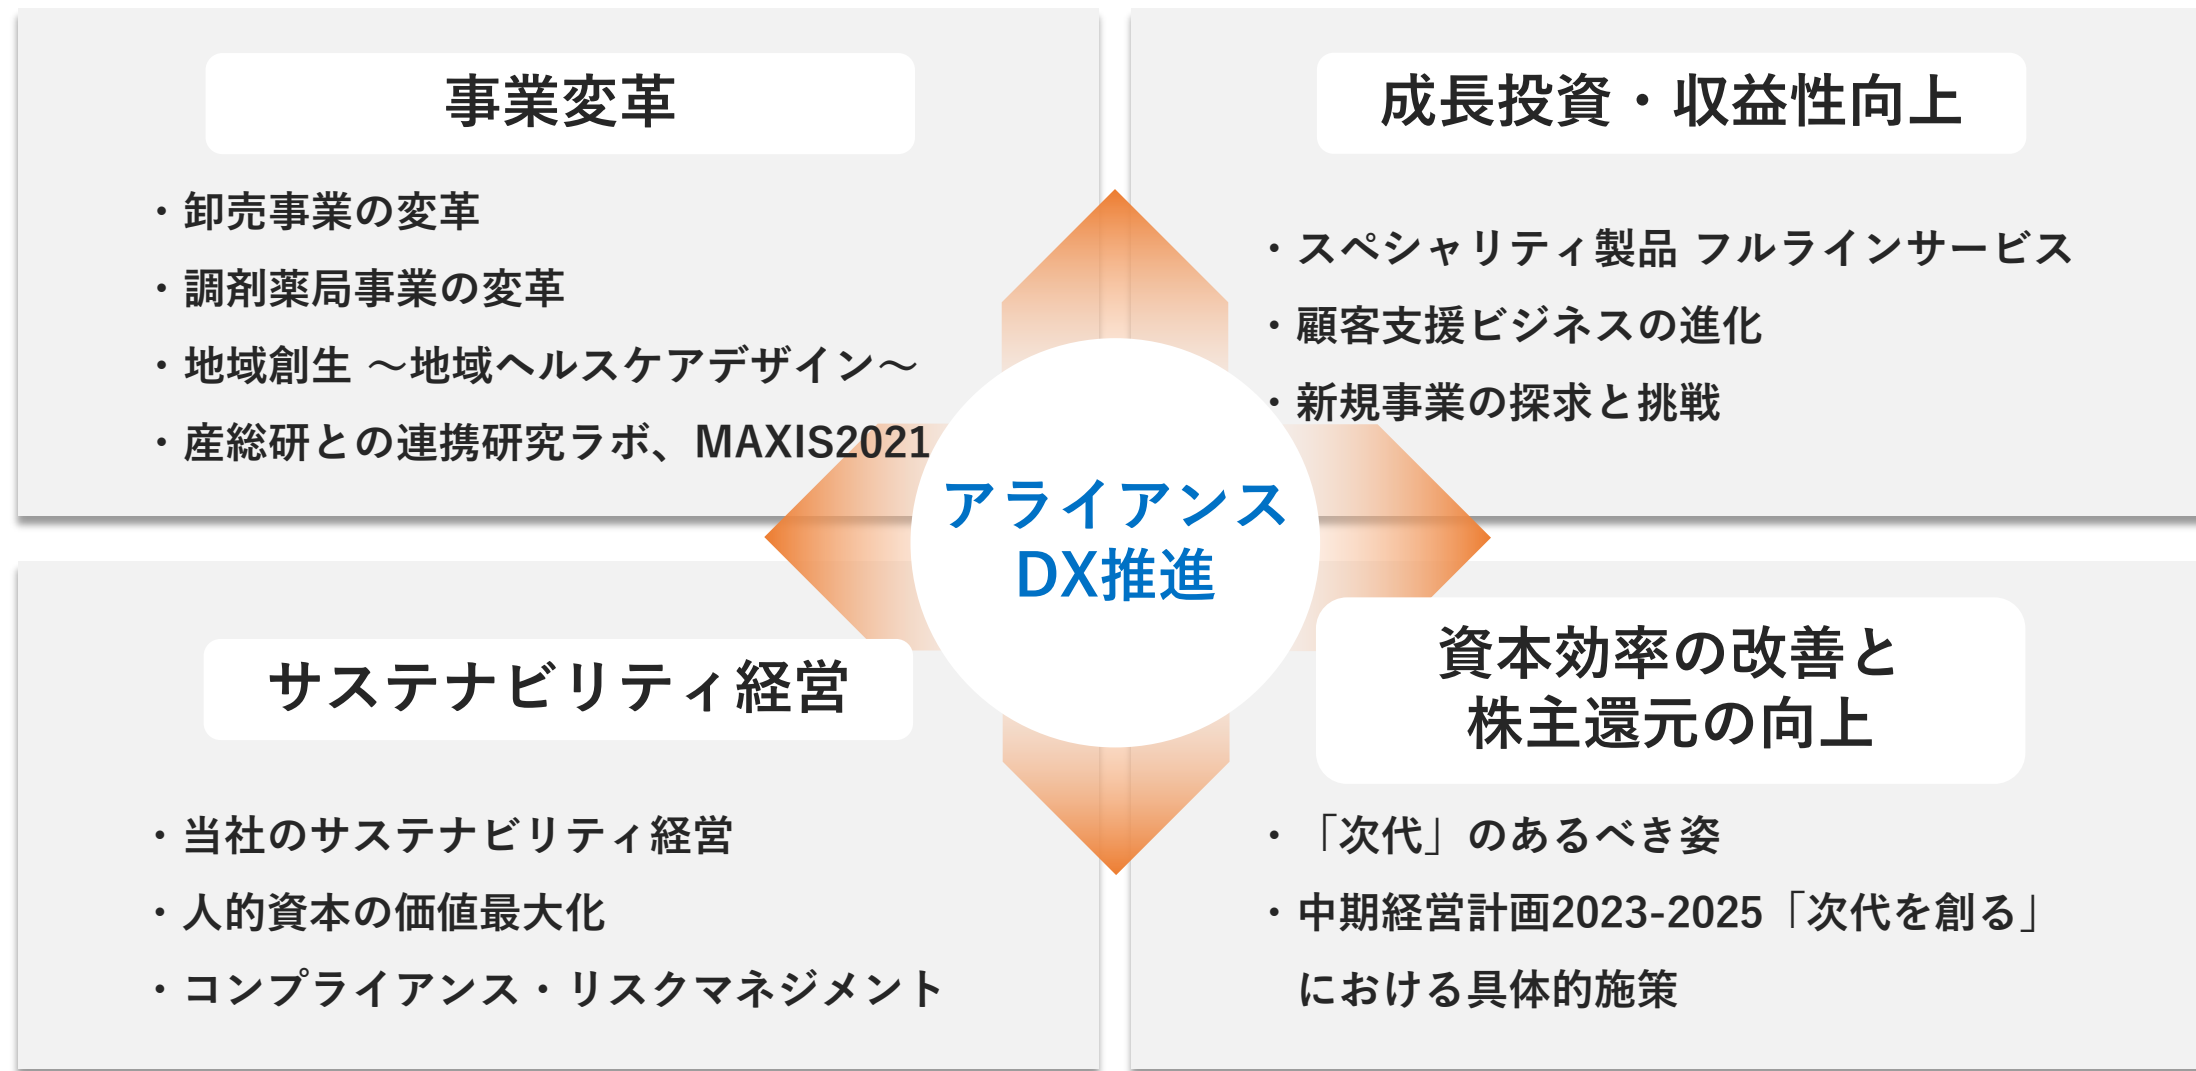 事業変革
・卸売事業の変革
・調剤薬局事業の変革
・地域創生 ～地域ヘルスケアデザイン～
・産総研との連携研究ラボ、MAXIS2021
成長投資・収益性向上
・スペシャリティ製品 フルラインサービス
・顧客支援ビジネスの進化
・新規事業の探求と挑戦
アライアンス
DX推進
サステナビリティ経営
・当社のサステナビリティ経営
・人的資本の価値最大化
・コンプライアンス・リスクマネジメント
資本効率の改善と
株主還元の向上
・「次代」のあるべき姿
・中期経営計画2023-2025「次代を創る」
における具体的施策